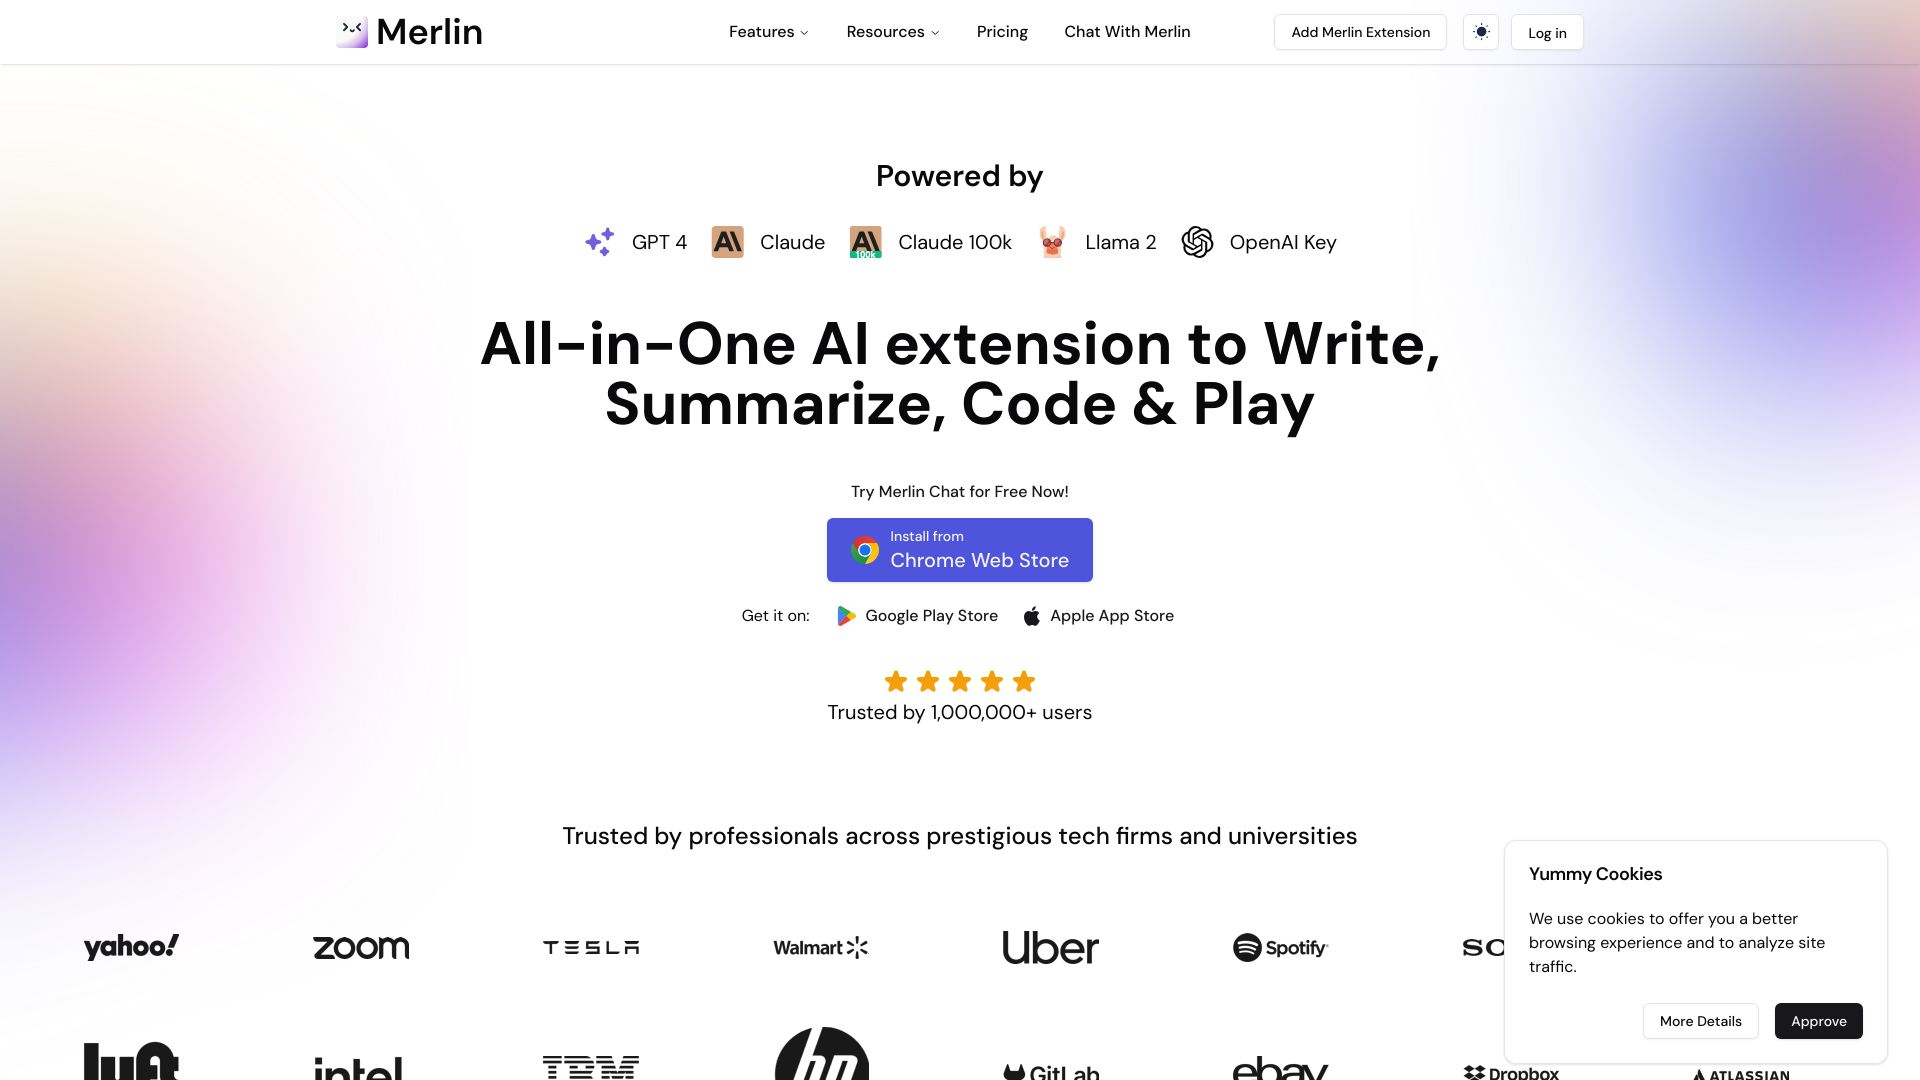 Merlin
Features
Resources
Pricing
Chat With Merlin
Add Merlin Extension
Log in
Powered by
GPT 4
Claude
100k
Claude 100k
Llama 2
OpenAI Key
All-in-One AI extension to Write,
Summarize, Code & Play
Try Merlin Chat for Free Now!
Install from
Chrome Web Store
Get it on:
Google Play Store
Apple App Store
Trusted by 1,000,000+ users
Trusted by professionals across prestigious tech firms and universities
yahoo!
zoom
TESLA
Walmart
Uber
Spotify
Yummy Cookies
We use cookies to offer you a better
browsing experience and to analyze site
traffic.
More Details
Approve
lyft
intel
IBM
hp
GitLab
ebay
Dropbox
ATLASSIAN